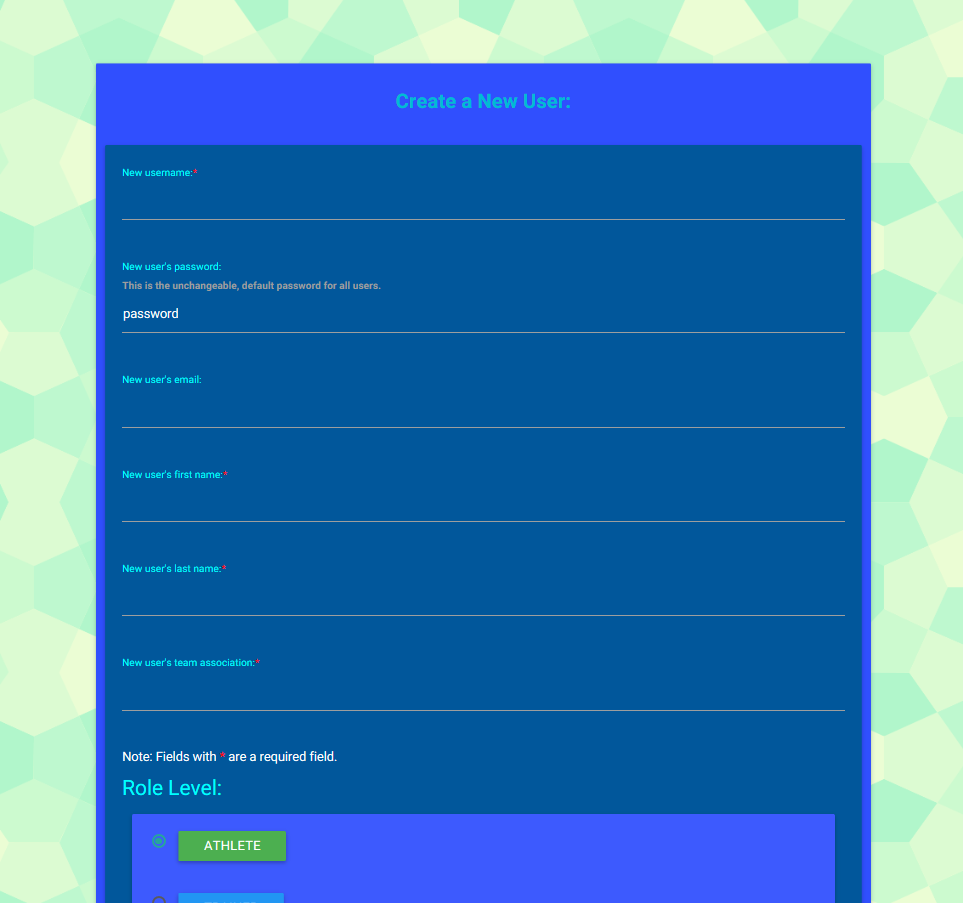 Create a New User:
New username:*
New user's password:
This is the unchangeable, default password for all users.
password
New user's email:
New user's first name:*
New user's last name:*
New user's team association:*
Note: Fields with * are a required field.
Role Level:
ATHLETE